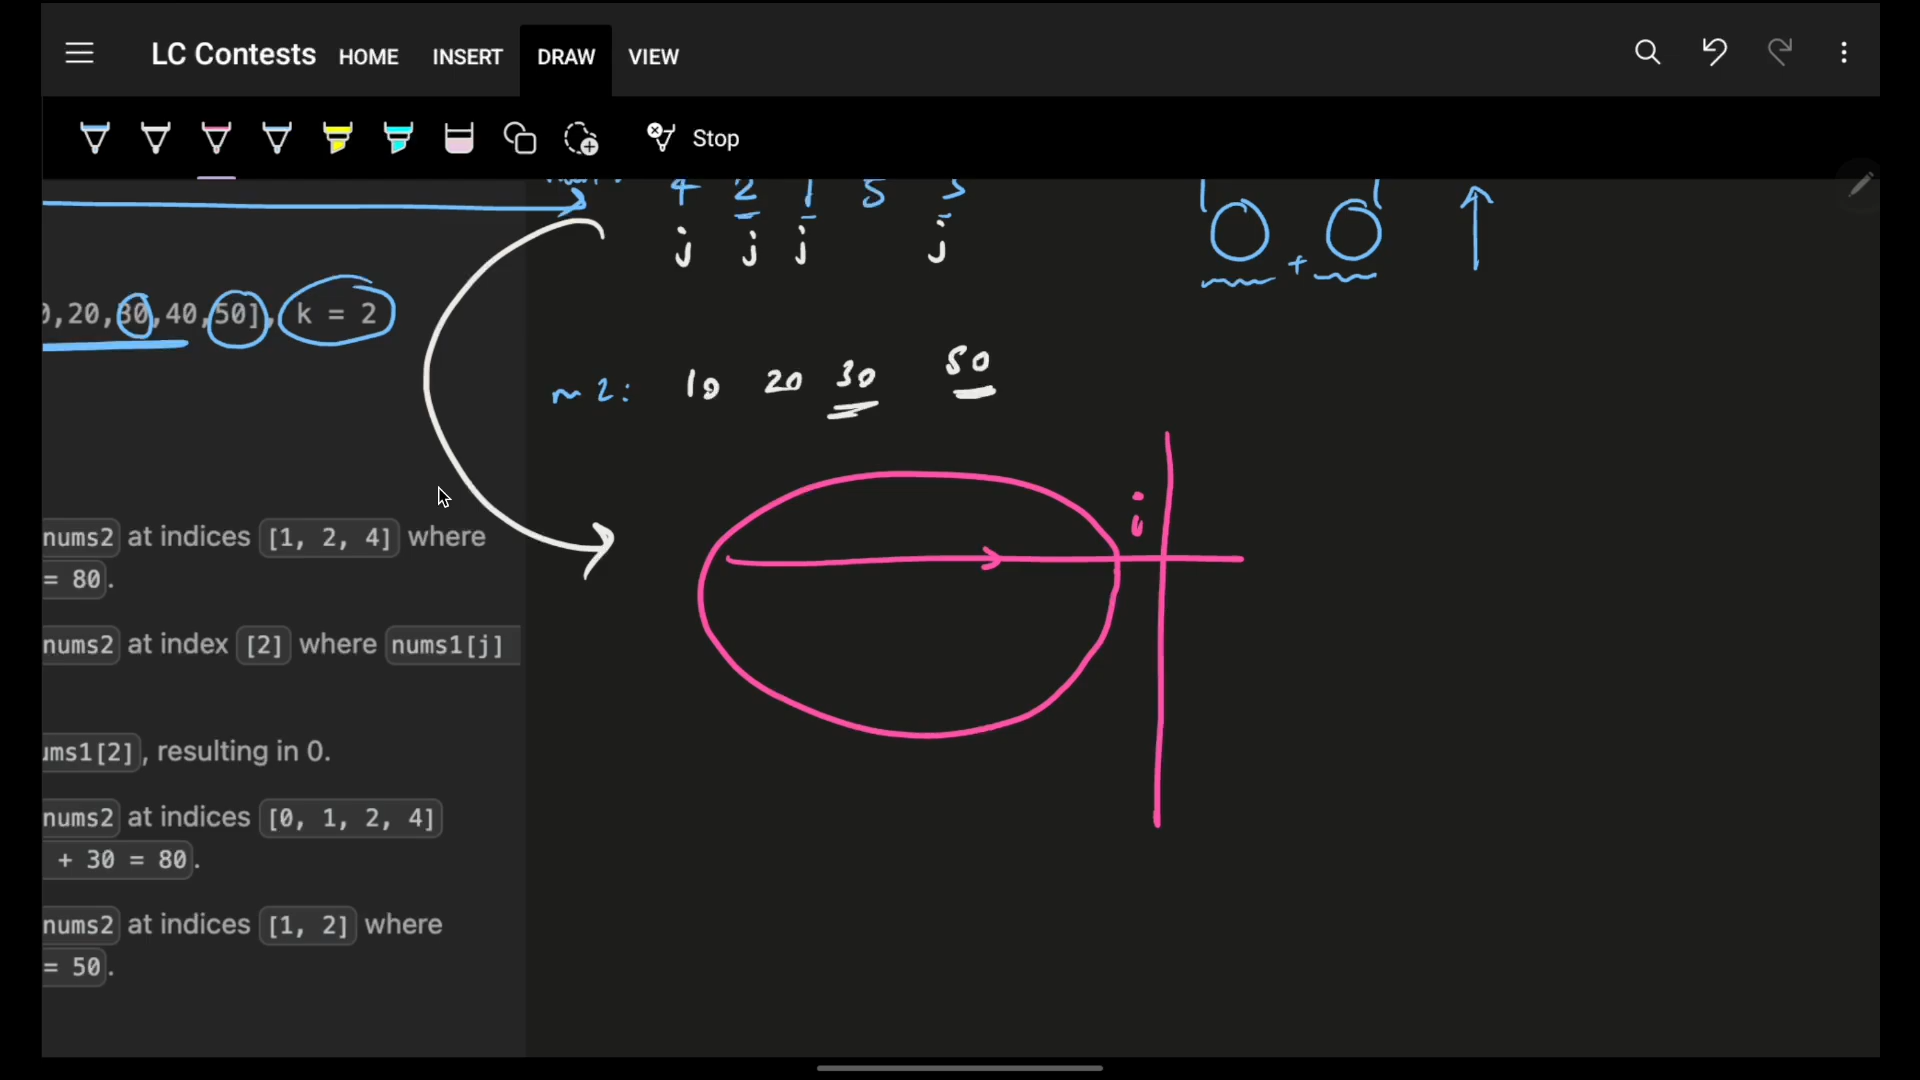 LC Contests HOME INSERT DRAW VIEW
Stop
4 2 1 5 3
j j j j
0,20,30,40,50], k = 2
+
n2: 10 20 30 50
i
nums2 at indices [1, 2, 4] where
= 80.
nums2 at index [2] where nums1[j]
ums1[2], resulting in 0.
nums2 at indices [0, 1, 2, 4]
+ 30 = 80.
nums2 at indices [1, 2] where
= 50.